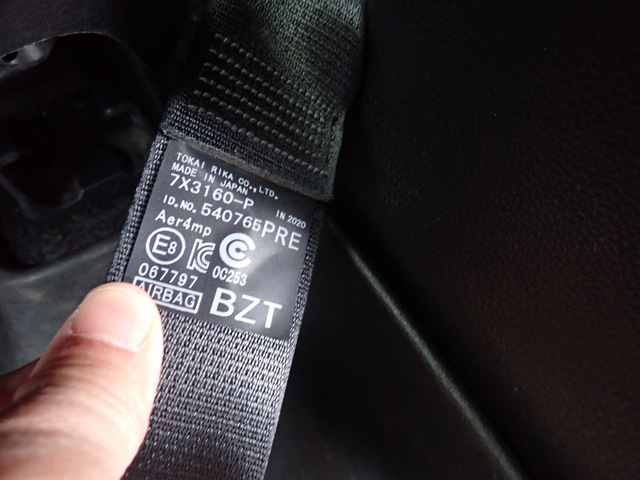 TOKAI RIKA CO.,LTD.
MADE IN JAPAN
7X3160-P IN 2020
ID.NO. 540765PRE
Aer4mp
E8 KC C
067797 0C253
AIRBAG BZT